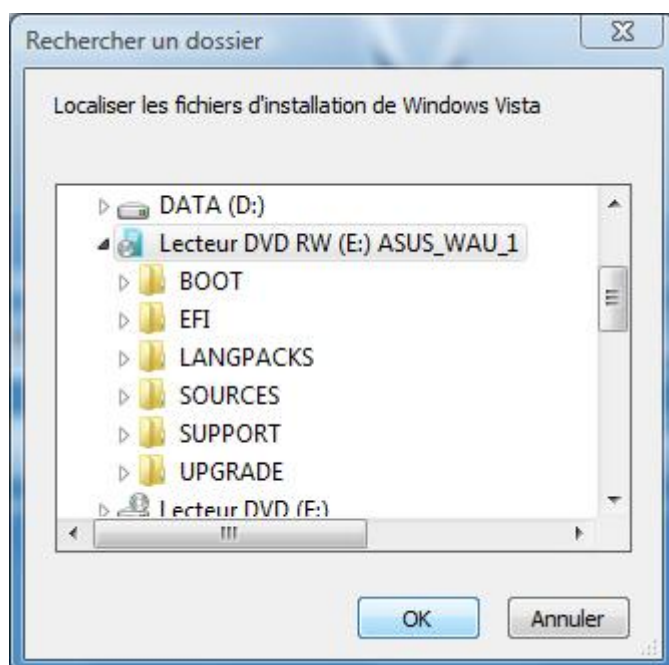 Rechercher un dossier
Localiser les fichiers d'installation de Windows Vista
DATA (D:)
Lecteur DVD RW (E:) ASUS_WAU_1
BOOT
EFI
LANGPACKS
SOURCES
SUPPORT
UPGRADE
Lecteur DVD (F:)
OK
Annuler